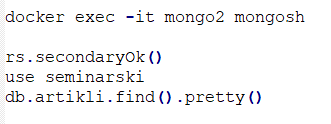 docker exec -it mongo2 mongosh
rs.secondaryOk()
use seminarski
db.artikli.find().pretty()